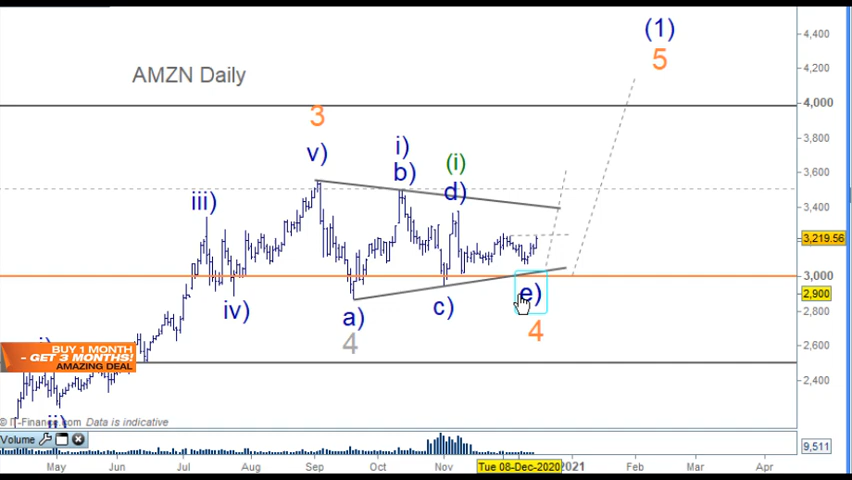 (1)
5
4,400
4,200
AMZN Daily
4,000
3
3,600
3,400
3,219.56
3,000
2,900
2,800
2,600
2,400
v)
i)
b)
(i)
d)
iii)
iv)
a)
4
c)
e)
4
BUY 1 MONTH
- GET 3 MONTHS!
AMAZING DEAL
ii)
© IT-Finance.com Data is indicative
Volume
9,511
May Jun Jul Aug Sep Oct Nov Tue 08-Dec-2020 2021 Feb Mar Apr